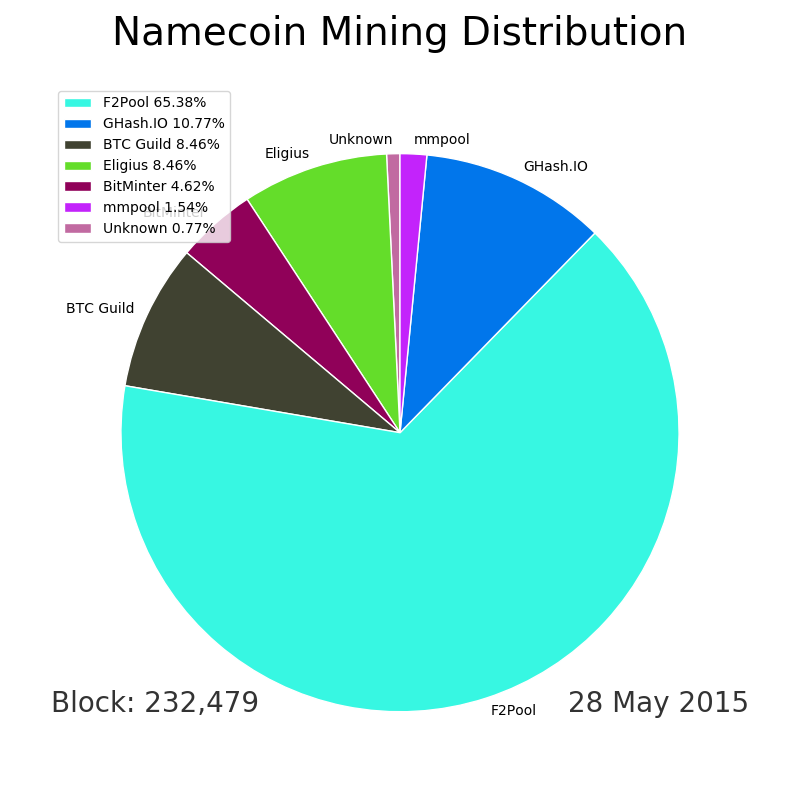 Namecoin Mining Distribution
F2Pool 65.38%
GHash.IO 10.77%
BTC Guild 8.46%
Eligius 8.46%
BitMinter 4.62%
mmpool 1.54%
Unknown 0.77%
Unknown
mmpool
Eligius
GHash.IO
BitMinter
BTC Guild
F2Pool
Block: 232,479
28 May 2015